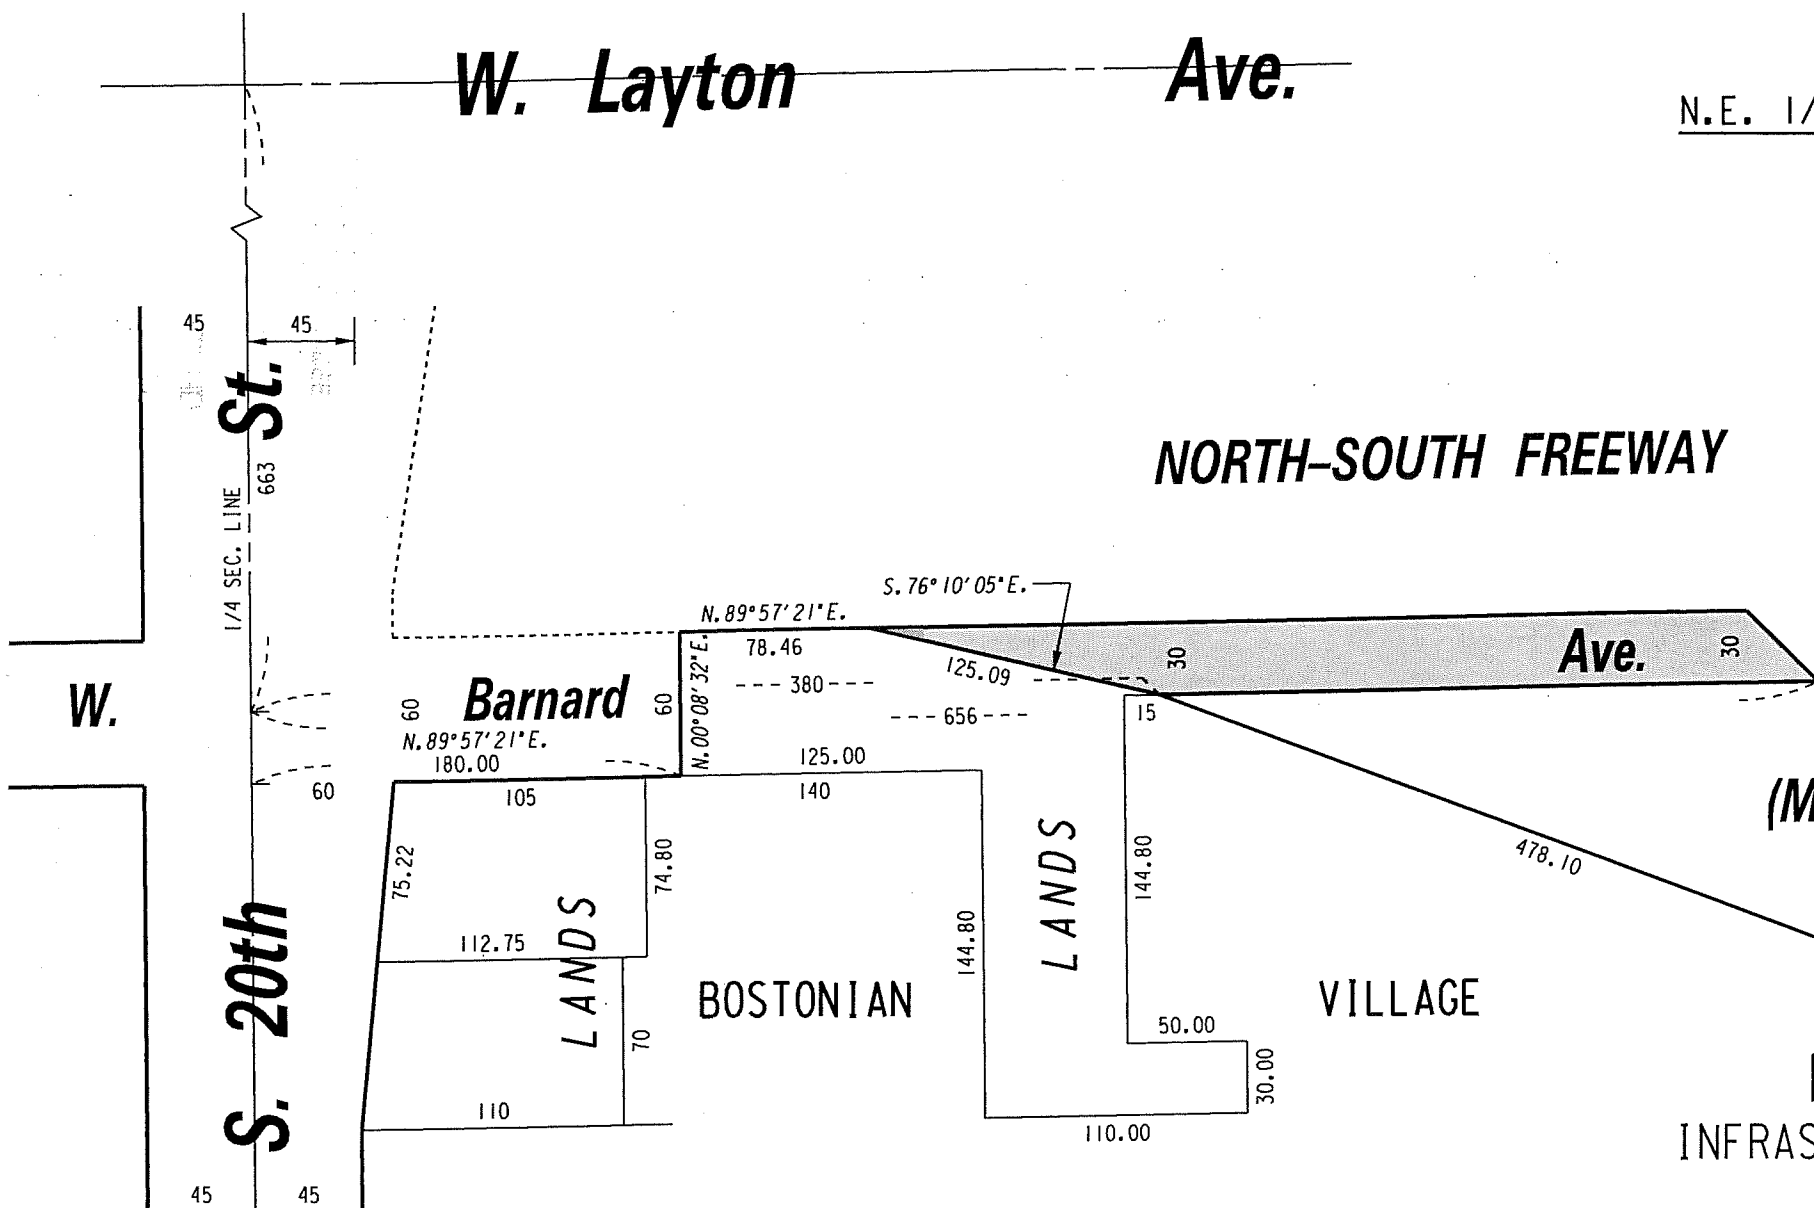 W. Layton Ave.
N.E. 1/
45 45
St.
663
1/4 SEC. LINE
NORTH-SOUTH FREEWAY
S.76°10'05"E.
N.89°57'21"E.
78.46
125.09
30
Ave.
30
W.
60
Barnard
60
N.00°08'32"E.
380
656
15
N.89°57'21"E.
180.00
125.00
60
105
140
(M
75.22
74.80
LANDS
144.80
478.10
S. 20th
112.75
LANDS
144.80
BOSTONIAN VILLAGE
70
50.00
30.00
110
110.00
INFRAS
45 45